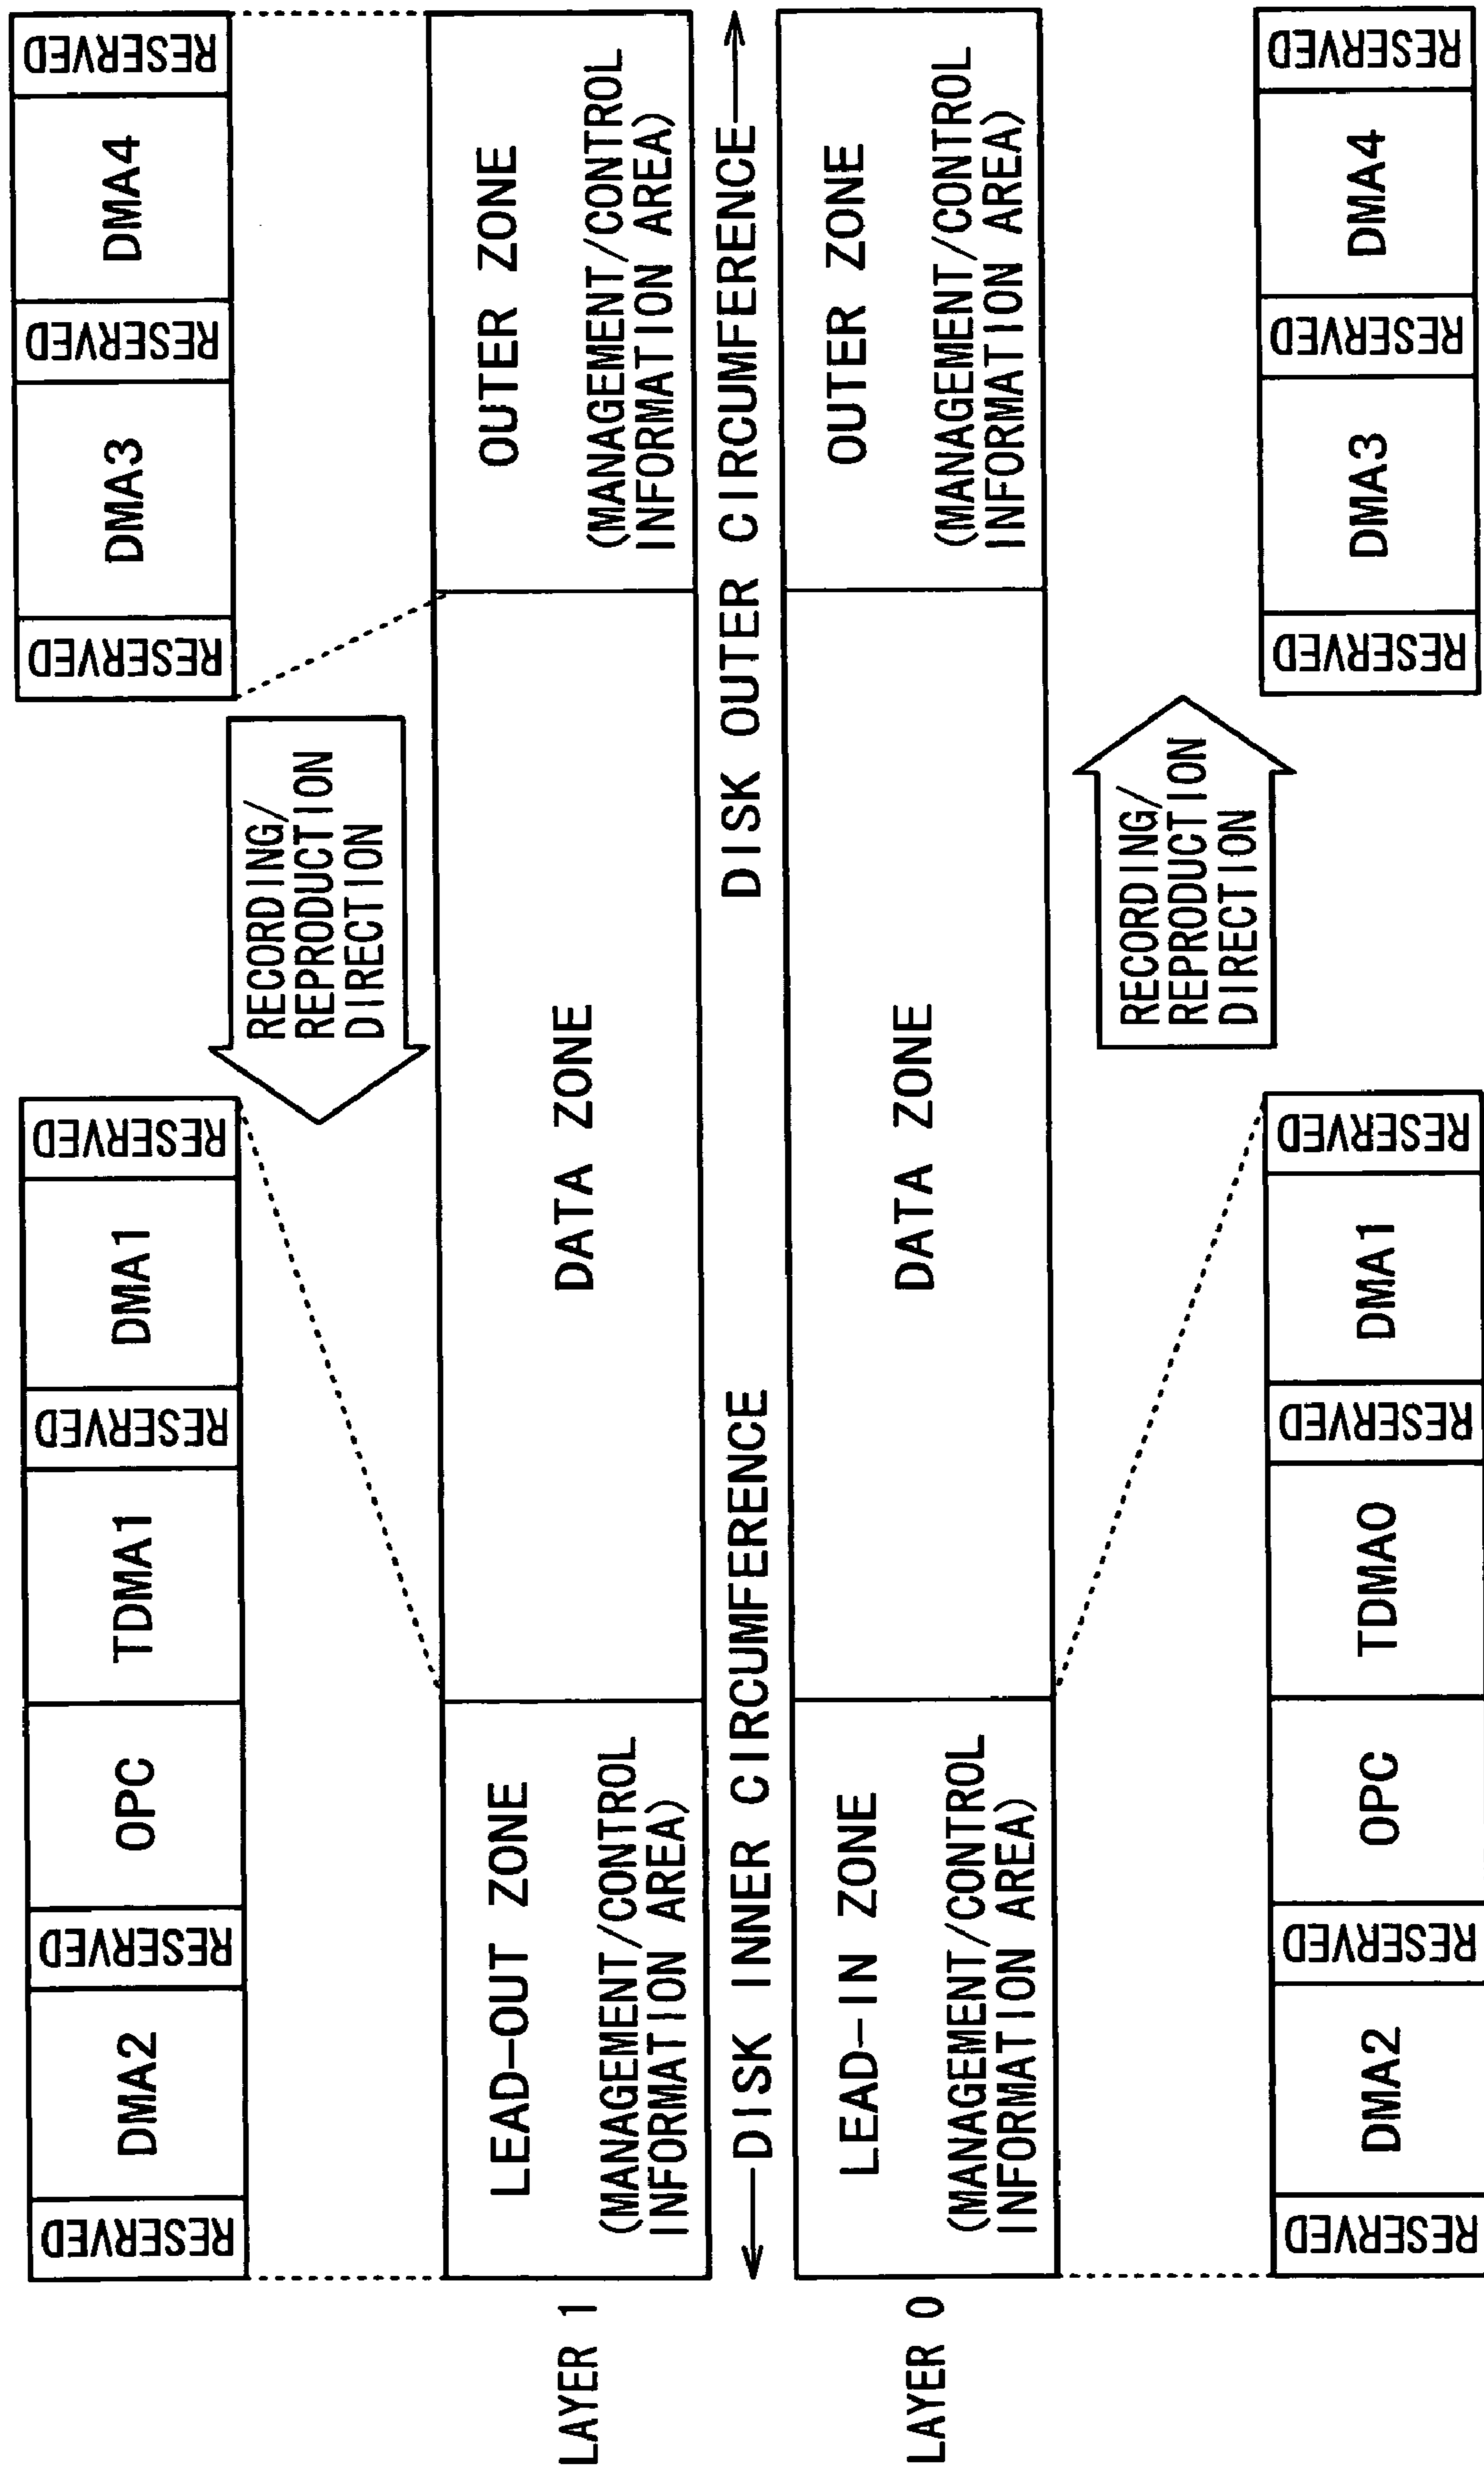 RESERVED
DMA2
RESERVED
OPC
TDMA1
RESERVED
DMA1
RESERVED
RESERVED
DMA3
RESERVED
DMA4
RESERVED
RECORDING/
REPRODUCTION
DIRECTION
LAYER 1
LEAD-OUT ZONE
(MANAGEMENT/CONTROL
INFORMATION AREA)
DATA ZONE
OUTER ZONE
(MANAGEMENT/CONTROL
INFORMATION AREA)
DISK INNER CIRCUMFERENCE
DISK OUTER CIRCUMFERENCE
LAYER 0
LEAD-IN ZONE
(MANAGEMENT/CONTROL
INFORMATION AREA)
DATA ZONE
OUTER ZONE
(MANAGEMENT/CONTROL
INFORMATION AREA)
RECORDING/
REPRODUCTION
DIRECTION
RESERVED
DMA2
RESERVED
OPC
TDMA0
RESERVED
DMA1
RESERVED
RESERVED
DMA3
RESERVED
DMA4
RESERVED